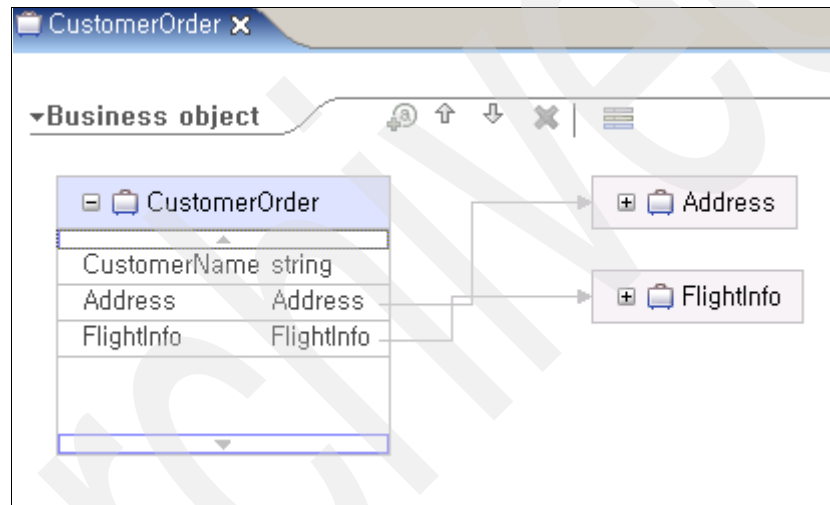 CustomerOrder
Business object
CustomerOrder
CustomerName string
Address Address
FlightInfo FlightInfo
Address
FlightInfo